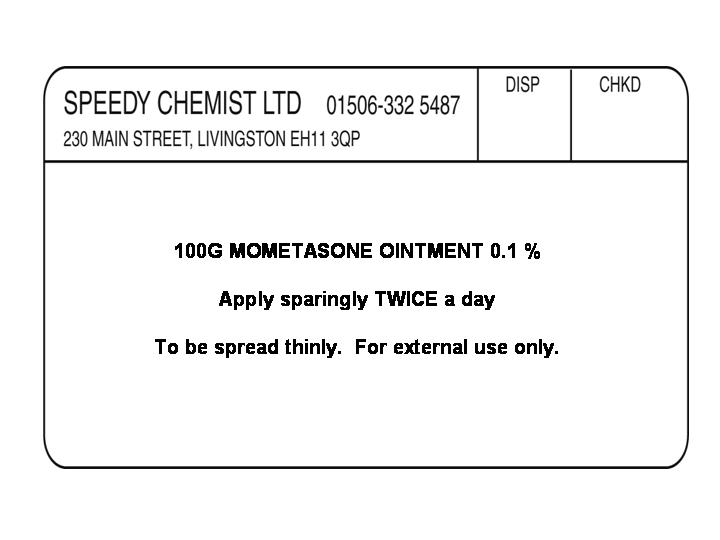 SPEEDY CHEMIST LTD 01506-332 5487
230 MAIN STREET, LIVINGSTON EH11 3QP
DISP
CHKD
100G MOMETASONE OINTMENT 0.1 %
Apply sparingly TWICE a day
To be spread thinly.  For external use only.